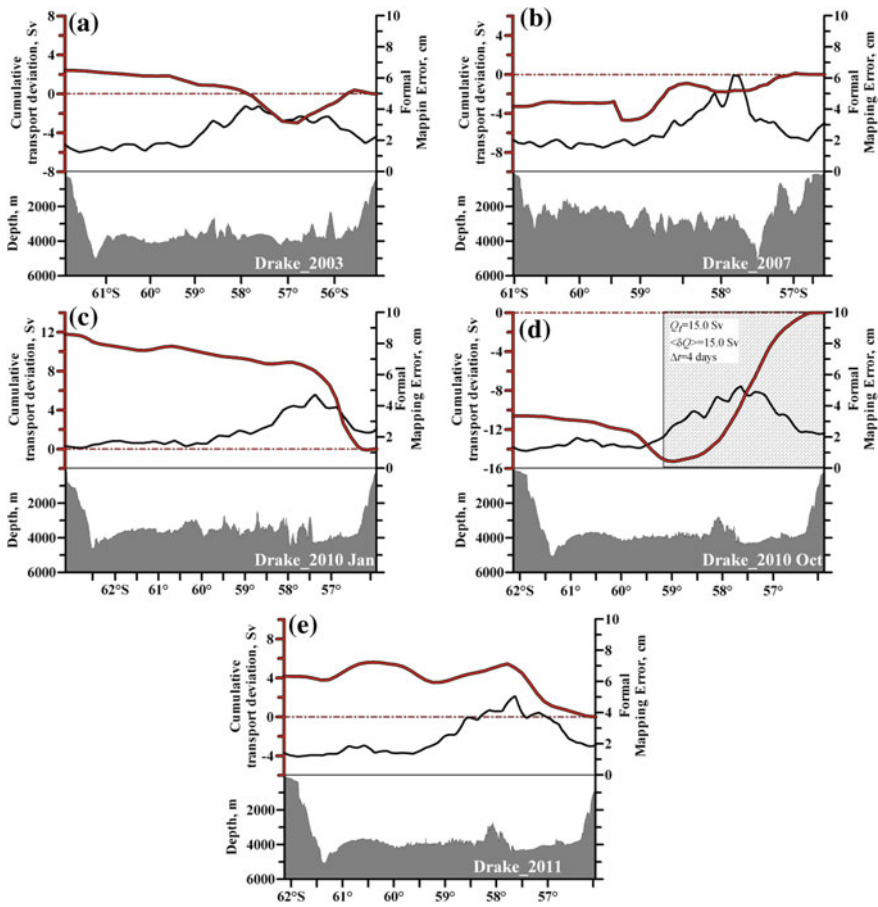 (a)
8
4
0
-4
-8
Cumulative
transport deviation, Sv
10
8
6
4
2
0
Formal
Mappin Error, cm
2000
4000
6000
Depth, m
Drake_2003
61°S 60° 59° 58° 57° 56°S
(b)
4
0
-4
-8
Cumulative
transport deviation, Sv
10
8
6
4
2
0
Formal
Mapping Error, cm
2000
4000
6000
Depth, m
Drake_2007
61°S 60° 59° 58° 57°S
(c)
12
8
4
0
Cumulative
transport deviation, Sv
10
8
6
4
2
0
Formal
Mapping Error, cm
2000
4000
6000
Depth, m
Drake_2010 Jan
62°S 61° 60° 59° 58° 57°
(d)
0
-4
-8
-12
-16
Cumulative
transport deviation, Sv
Q_I=15.0 Sv
<δQ>=15.0 Sv
Δt=4 days
10
8
6
4
2
0
Formal
Mapping Error, cm
2000
4000
6000
Depth, m
Drake_2010 Oct
62°S 61° 60° 59° 58° 57°
(e)
8
4
0
-4
Cumulative
transport deviation, Sv
10
8
6
4
2
0
Formal
Mapping Error, cm
2000
4000
6000
Depth, m
Drake_2011
62°S 61° 60° 59° 58° 57°